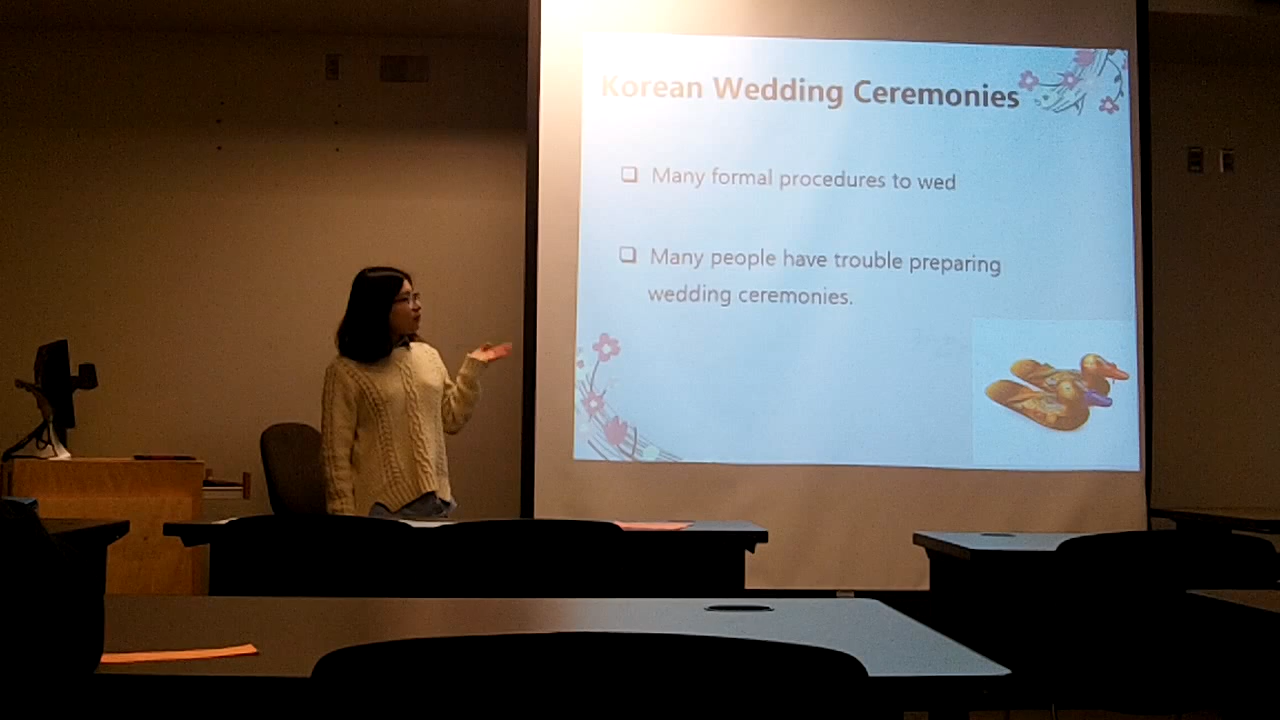 Korean Wedding Ceremonies
❑ Many formal procedures to wed
❑ Many people have trouble preparing
wedding ceremonies.